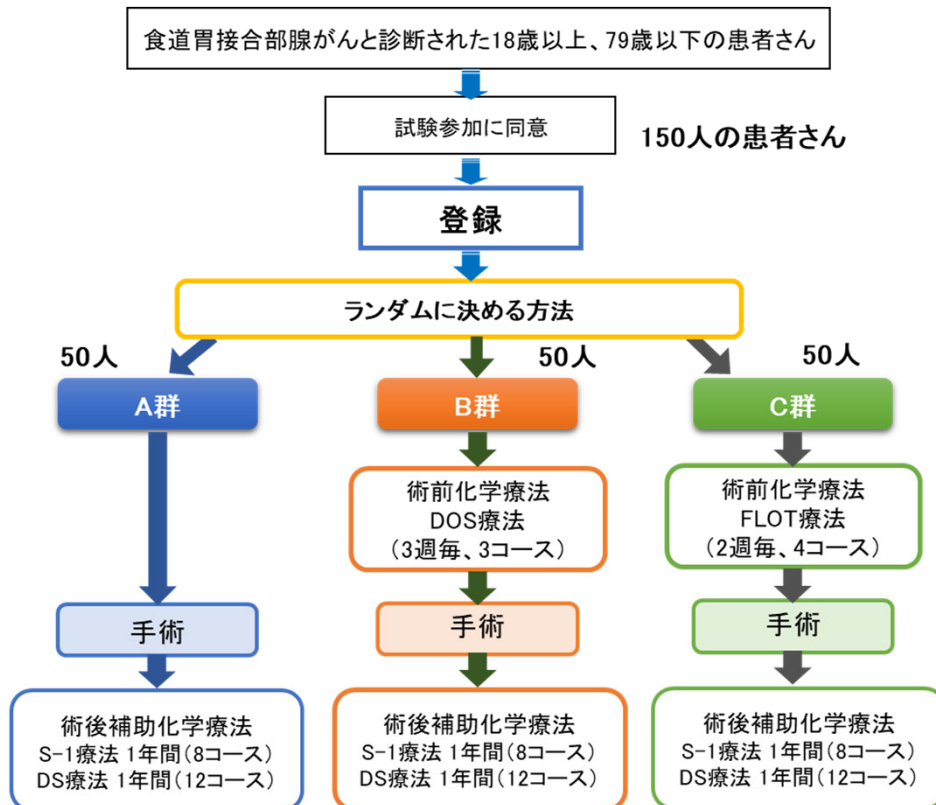 食道胃接合部腺がんと診断された18歳以上、79歳以下の患者さん
試験参加に同意
150人の患者さん
登録
ランダムに決める方法
50人
50人
50人
A群
B群
C群
術前化学療法
DOS療法
(3週毎、3コース)
術前化学療法
FLOT療法
(2週毎、4コース)
手術
手術
手術
術後補助化学療法
S-1療法 1年間(8コース)
DS療法 1年間(12コース)
術後補助化学療法
S-1療法 1年間(8コース)
DS療法 1年間(12コース)
術後補助化学療法
S-1療法 1年間(8コース)
DS療法 1年間(12コース)